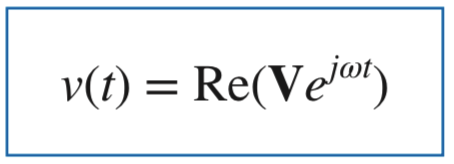 v(t) = Re(Ve^{jωt})